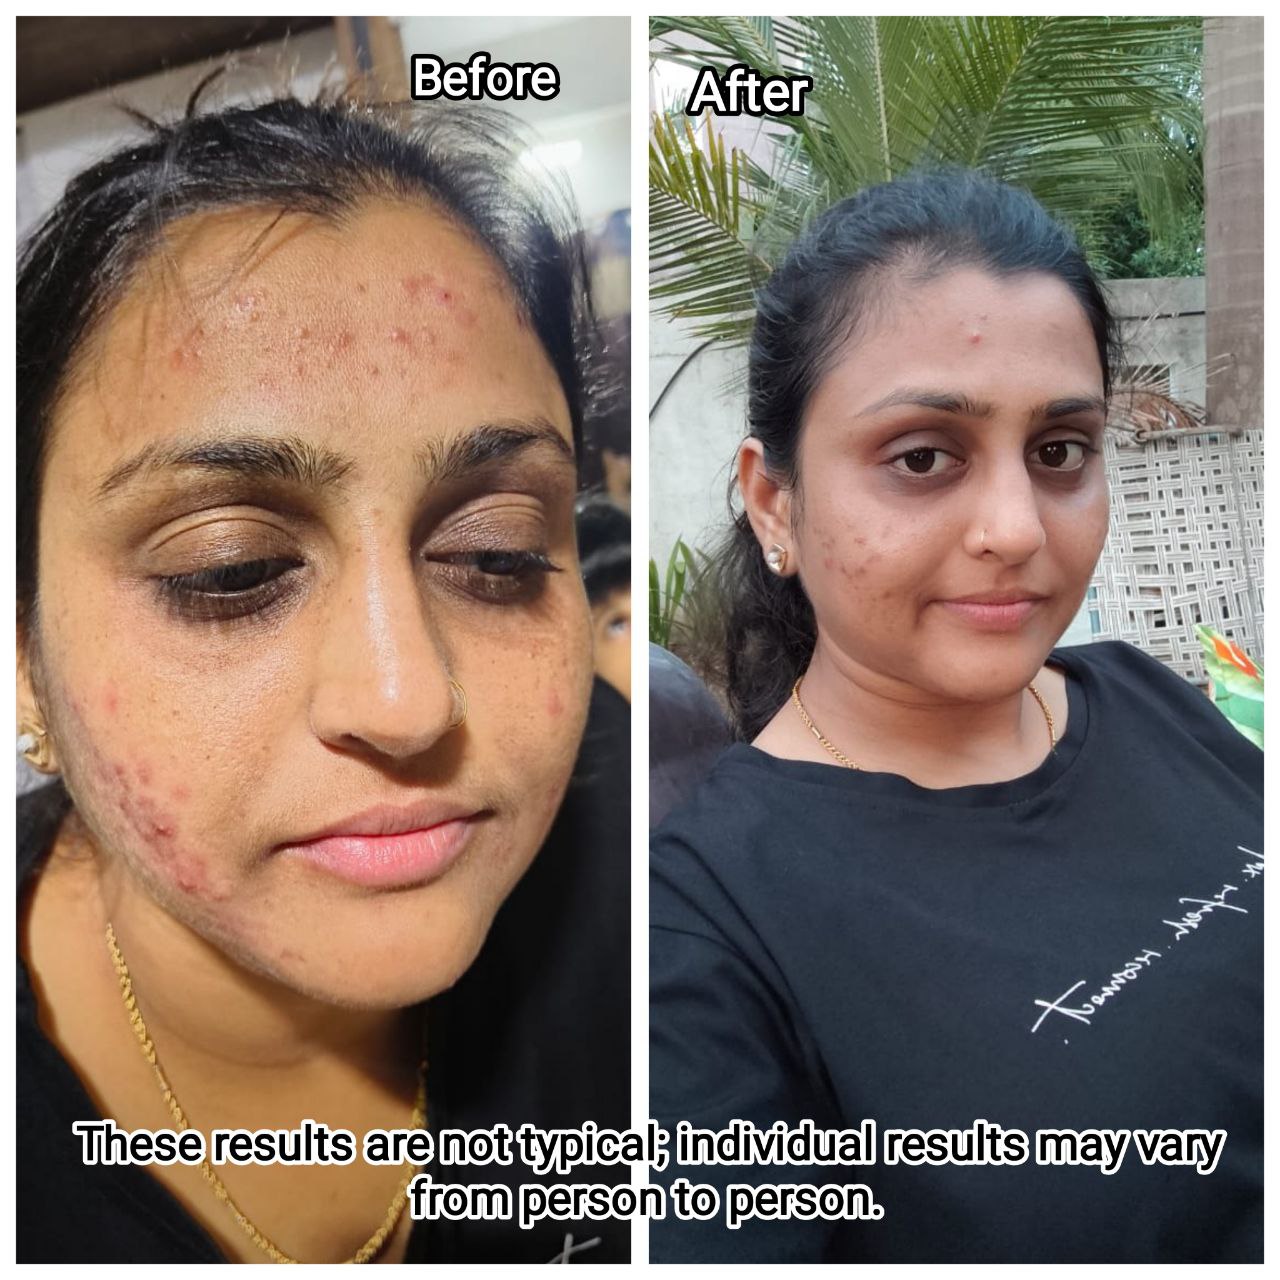 Before
After
These results are not typical; individual results may vary
from person to person.